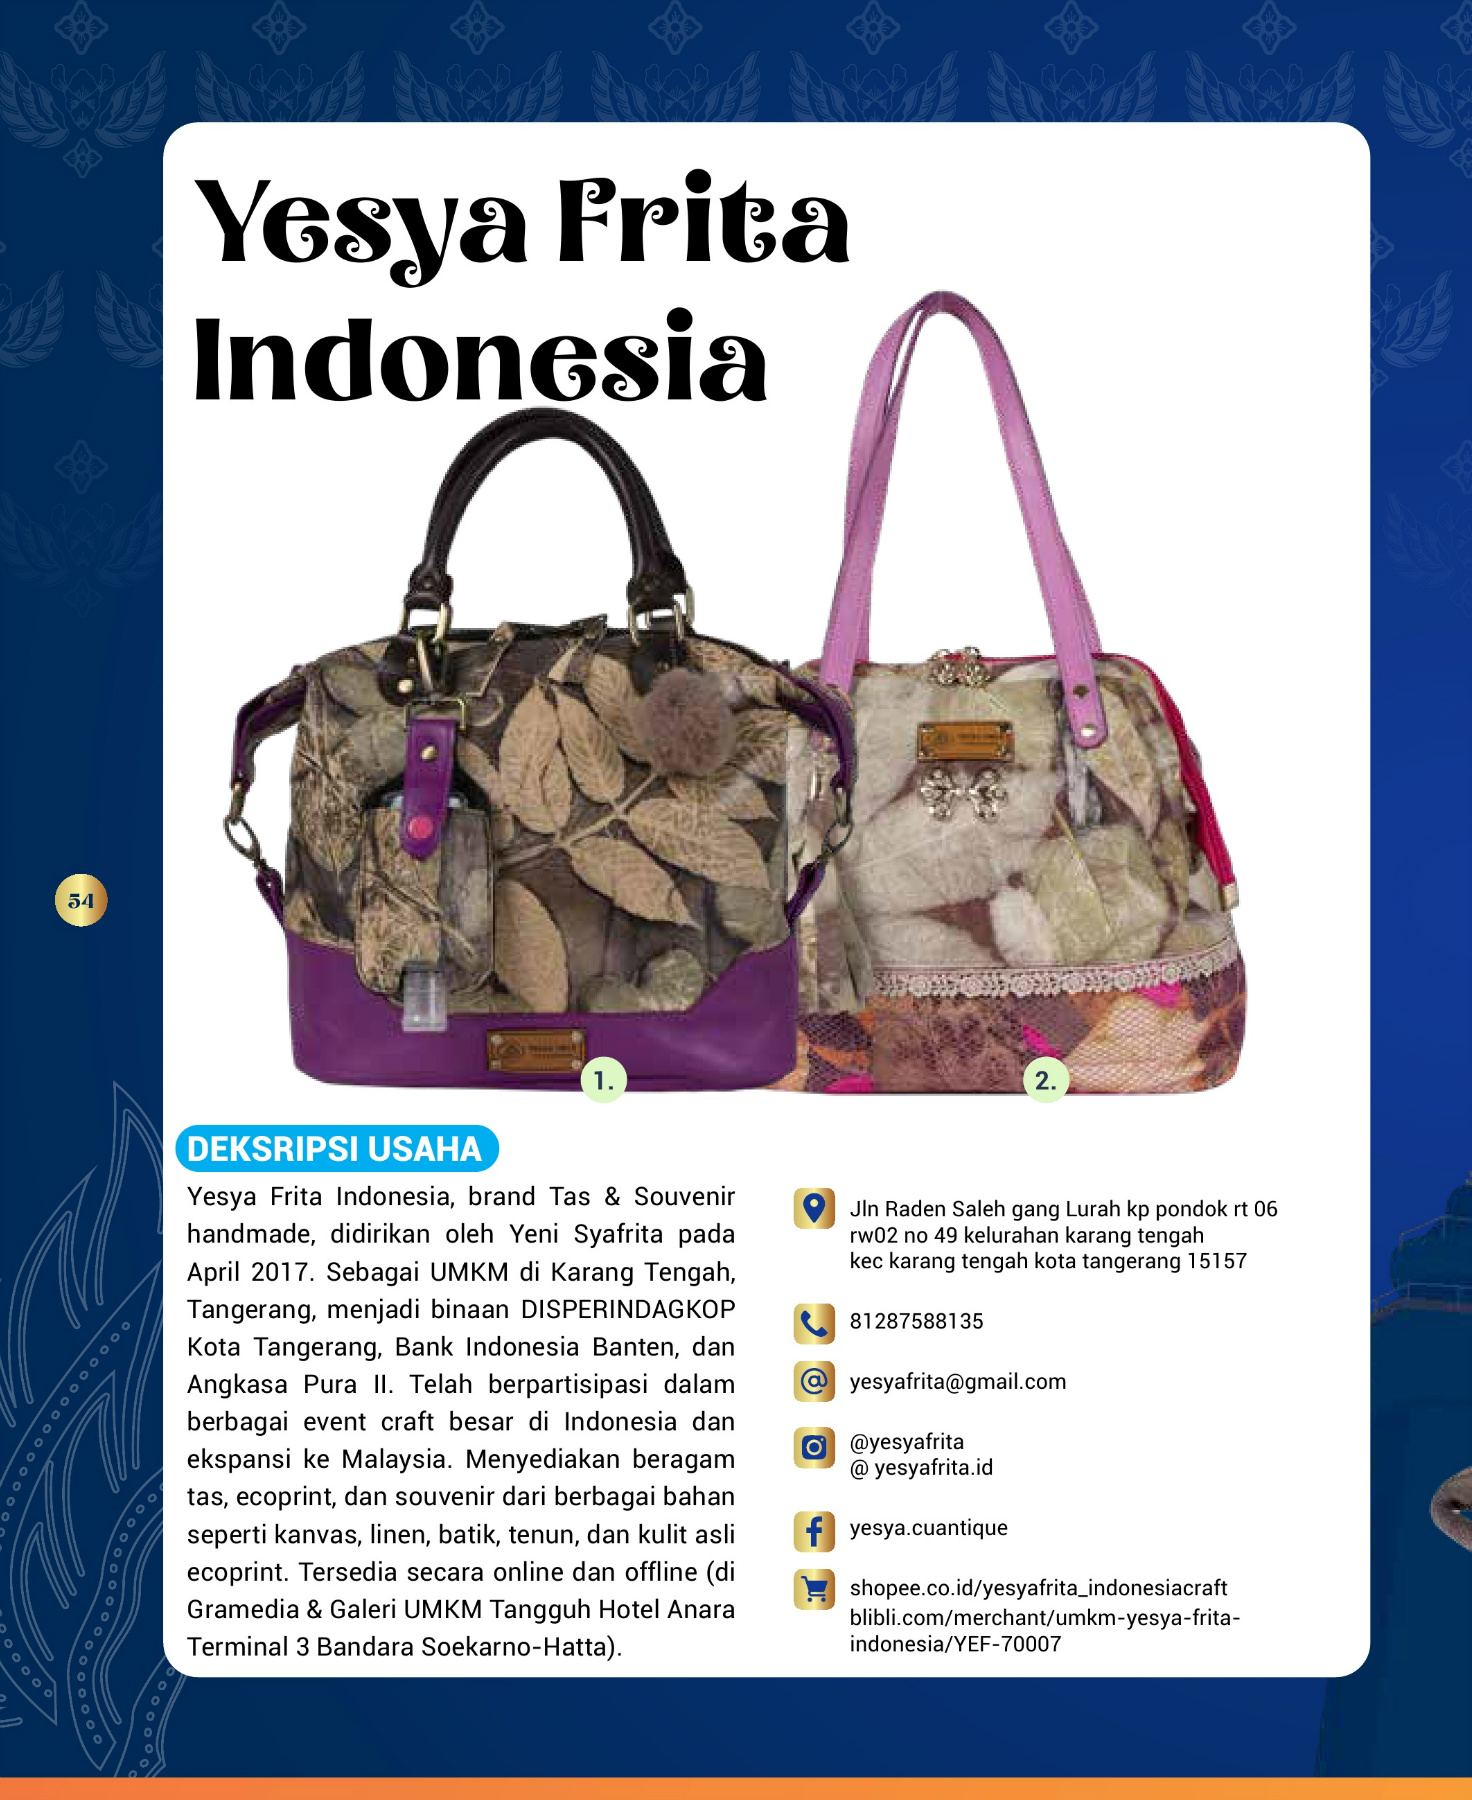 Yesya Frita
Indonesia
54
1.
2.
DEKSRIPSI USAHA
Yesya Frita Indonesia, brand Tas & Souvenir
handmade, didirikan oleh Yeni Syafrita pada
April 2017. Sebagai UMKM di Karang Tengah,
Tangerang, menjadi binaan DISPERINDAGKOP
Kota Tangerang, Bank Indonesia Banten, dan
Angkasa Pura II. Telah berpartisipasi dalam
berbagai event craft besar di Indonesia dan
ekspansi ke Malaysia. Menyediakan beragam
tas, ecoprint, dan souvenir dari berbagai bahan
seperti kanvas, linen, batik, tenun, dan kulit asli
ecoprint. Tersedia secara online dan offline (di
Gramedia & Galeri UMKM Tangguh Hotel Anara
Terminal 3 Bandara Soekarno-Hatta).
Jln Raden Saleh gang Lurah kp pondok rt 06
rw02 no 49 kelurahan karang tengah
kec karang tengah kota tangerang 15157
81287588135
yesyafrita@gmail.com
@yesyafrita
@ yesyafrita.id
yesya.cuantique
shopee.co.id/yesyafrita_indonesiacraft
blibli.com/merchant/umkm-yesya-frita-
indonesia/YEF-70007